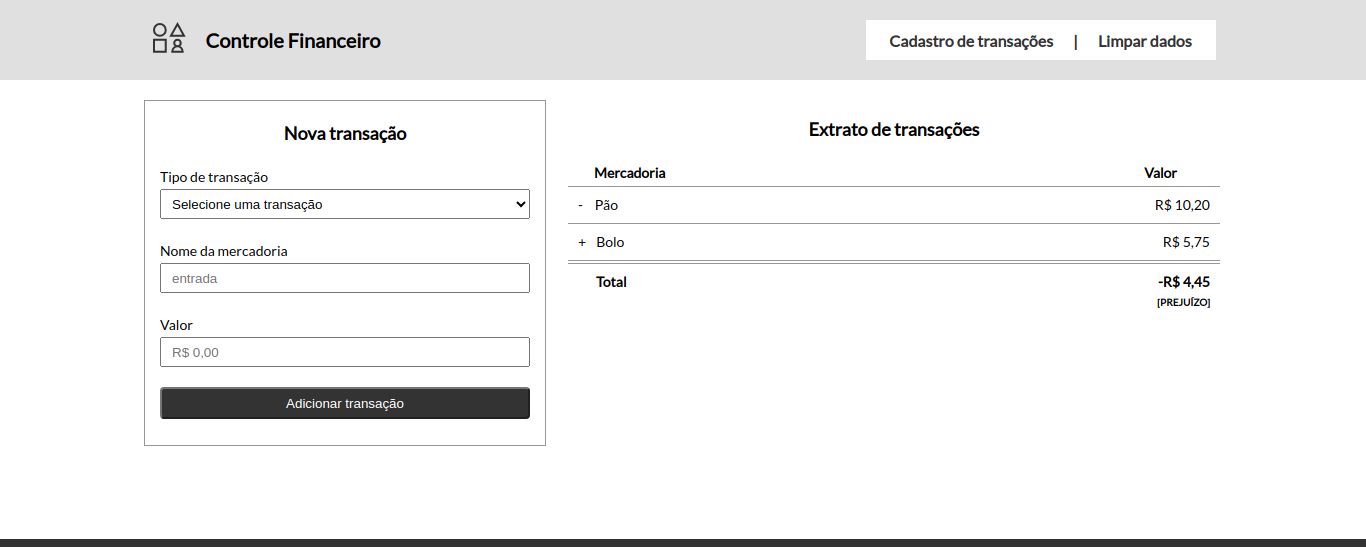 Controle Financeiro
Cadastro de transações | Limpar dados
Nova transação
Tipo de transação
Selecione uma transação
Nome da mercadoria
entrada
Valor
R$ 0,00
Adicionar transação
Extrato de transações
Mercadoria Valor
- Pão R$ 10,20
+ Bolo R$ 5,75
Total -R$ 4,45
[PREJUÍZO]